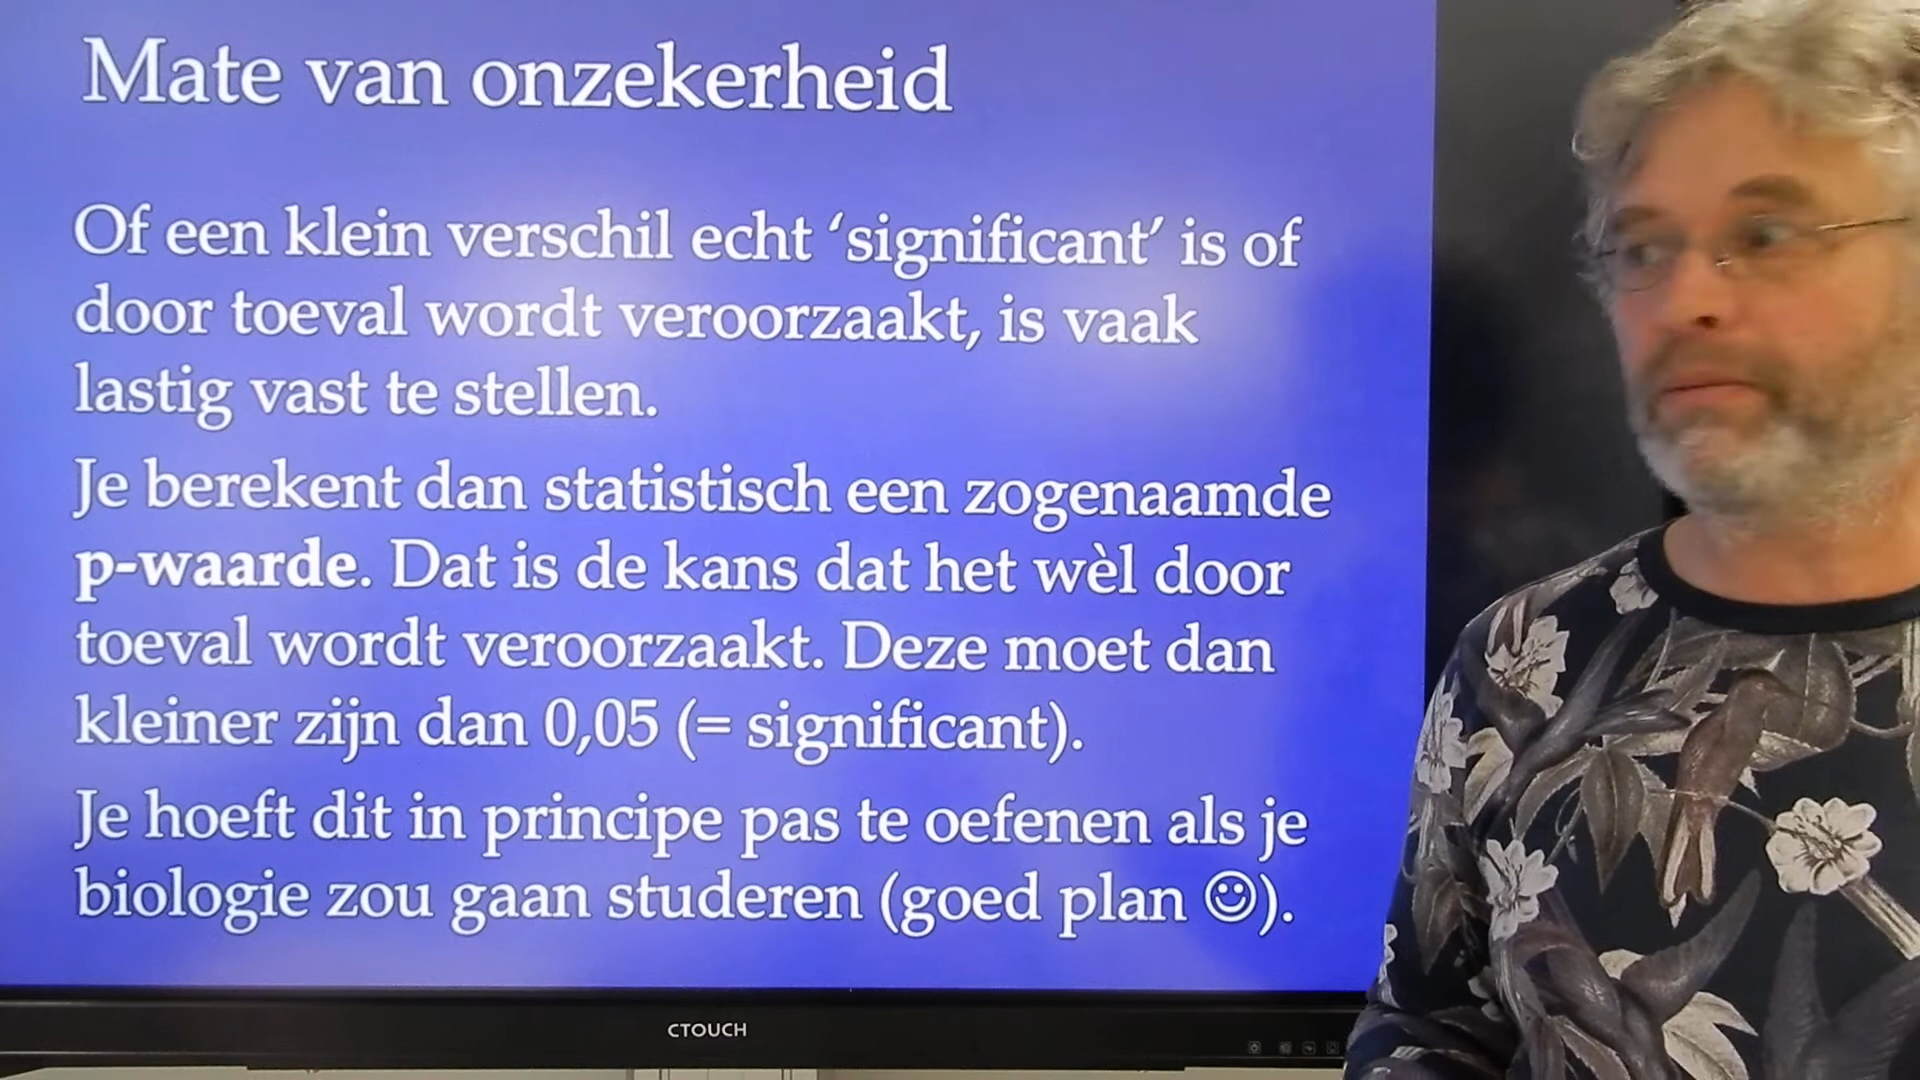 Mate van onzekerheid
Of een klein verschil echt ‘significant’ is of
door toeval wordt veroorzaakt, is vaak
lastig vast te stellen.
Je berekent dan statistisch een zogenaamde
p-waarde. Dat is de kans dat het wèl door
toeval wordt veroorzaakt. Deze moet dan
kleiner zijn dan 0,05 (= significant).
Je hoeft dit in principe pas te oefenen als je
biologie zou gaan studeren (goed plan ☺).
CTOUCH